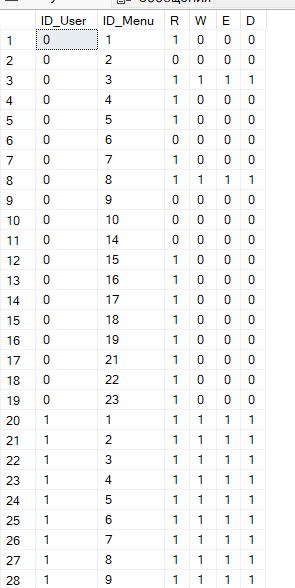 ID_User ID_Menu R W E D
1 0 1 1 0 0 0
2 0 2 0 0 0 0
3 0 3 1 1 1 1
4 0 4 1 0 0 0
5 0 5 1 0 0 0
6 0 6 0 0 0 0
7 0 7 1 0 0 0
8 0 8 1 1 1 1
9 0 9 0 0 0 0
10 0 10 0 0 0 0
11 0 14 0 0 0 0
12 0 15 1 0 0 0
13 0 16 1 0 0 0
14 0 17 1 0 0 0
15 0 18 1 0 0 0
16 0 19 1 0 0 0
17 0 21 1 0 0 0
18 0 22 1 0 0 0
19 0 23 1 0 0 0
20 1 1 1 1 1 1
21 1 2 1 1 1 1
22 1 3 1 1 1 1
23 1 4 1 1 1 1
24 1 5 1 1 1 1
25 1 6 1 1 1 1
26 1 7 1 1 1 1
27 1 8 1 1 1 1
28 1 9 1 1 1 1